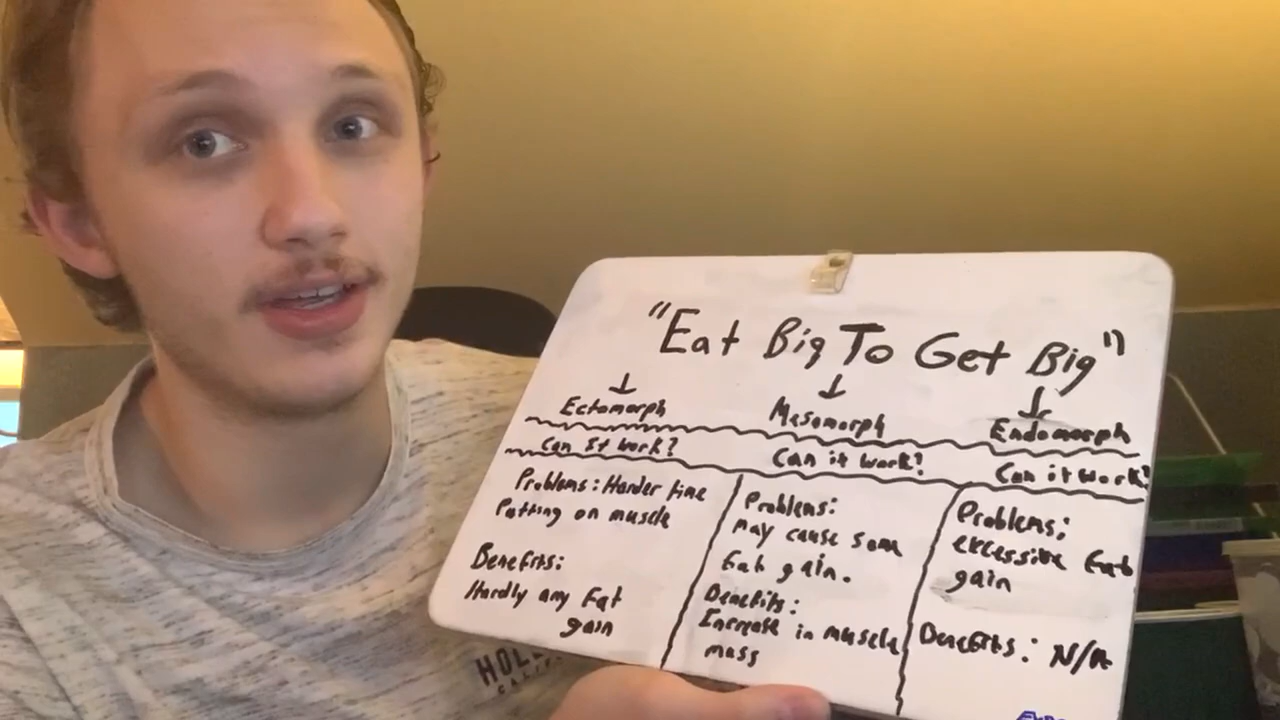 "Eat Big To Get Big"
Ectomorph
Mesomorph
Endomorph
Can It work?
Can it work?
Can it work?
Problems: Harder time
Putting on muscle
Benefits:
Hardly any Fat
gain
Problems:
may cause some
fat gain.
Benefits:
Increase in muscle
mass
Problems:
excessive fat
gain
Benefits: N/A
HOLL
CALIF